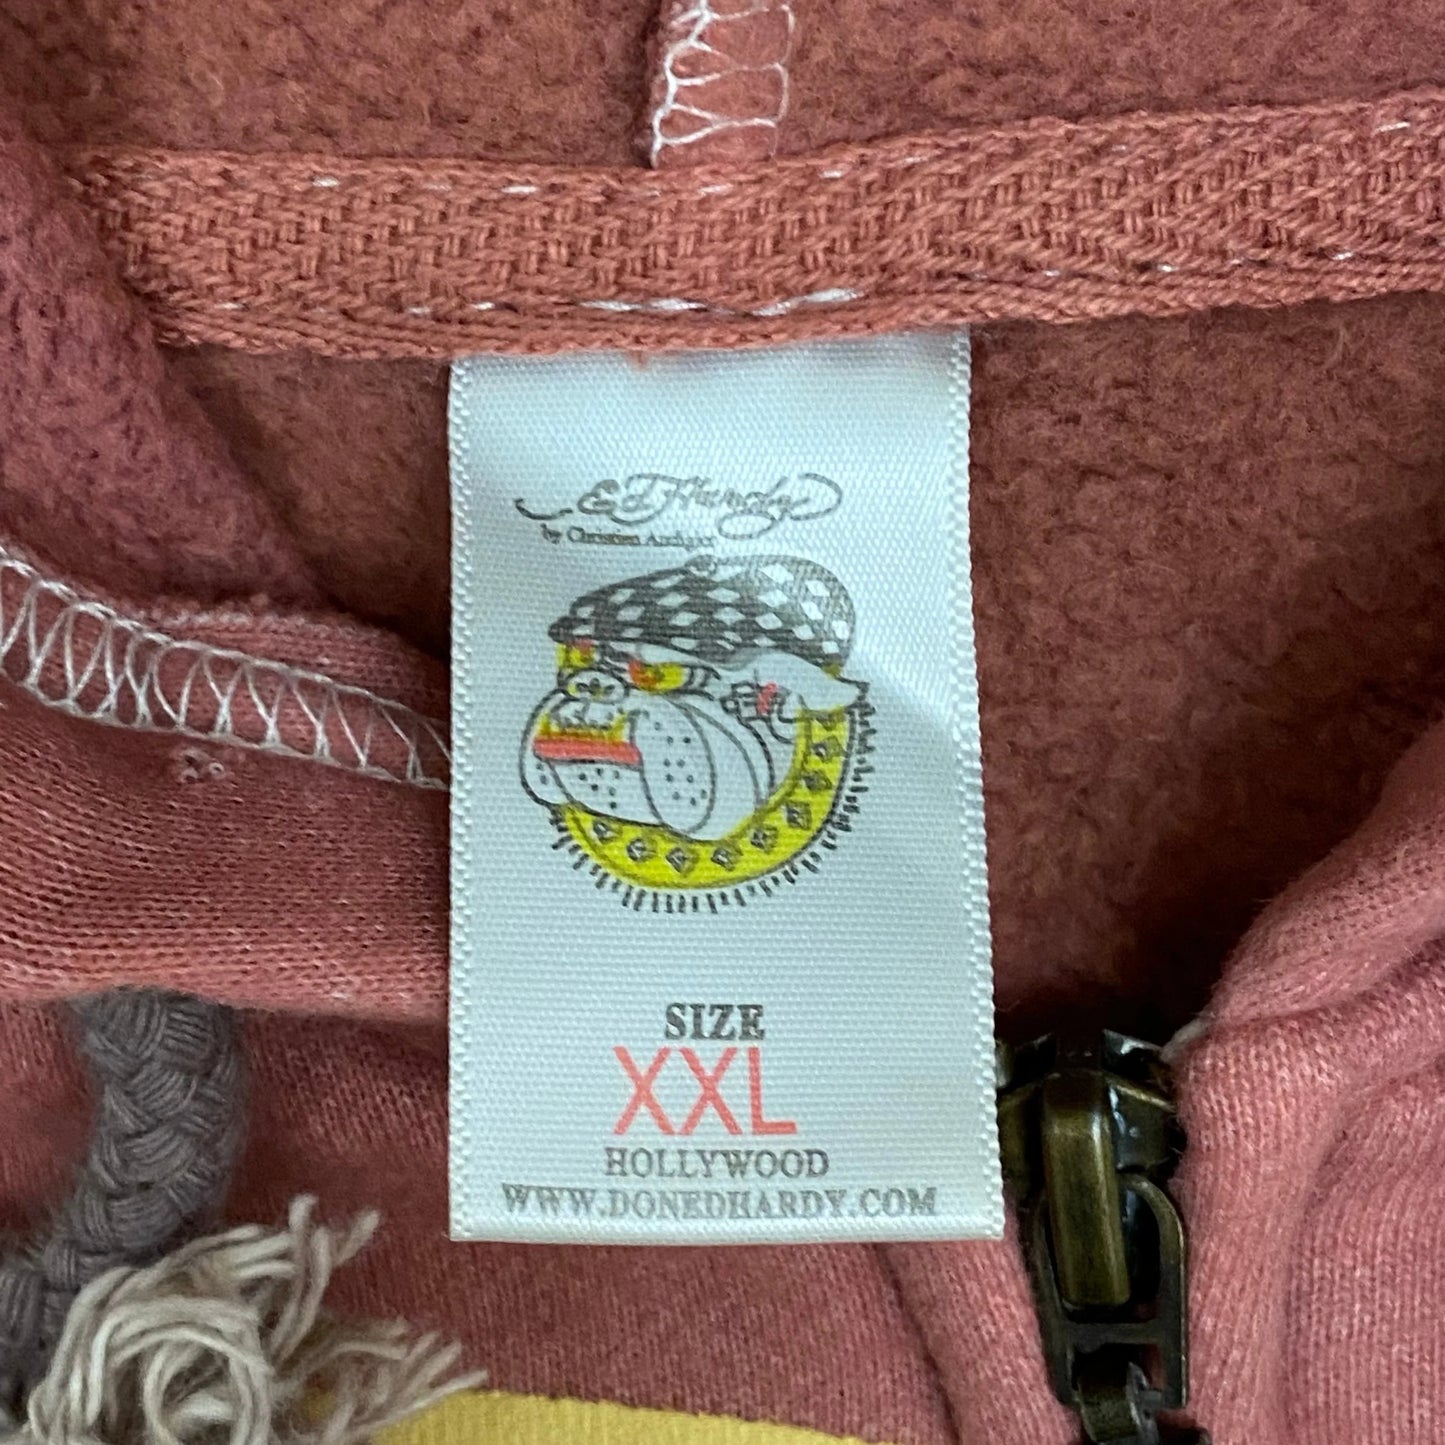 Ed Hardy
by Christian Audigier
SIZE
XXL
HOLLYWOOD
WWW.DONEDHARDY.COM